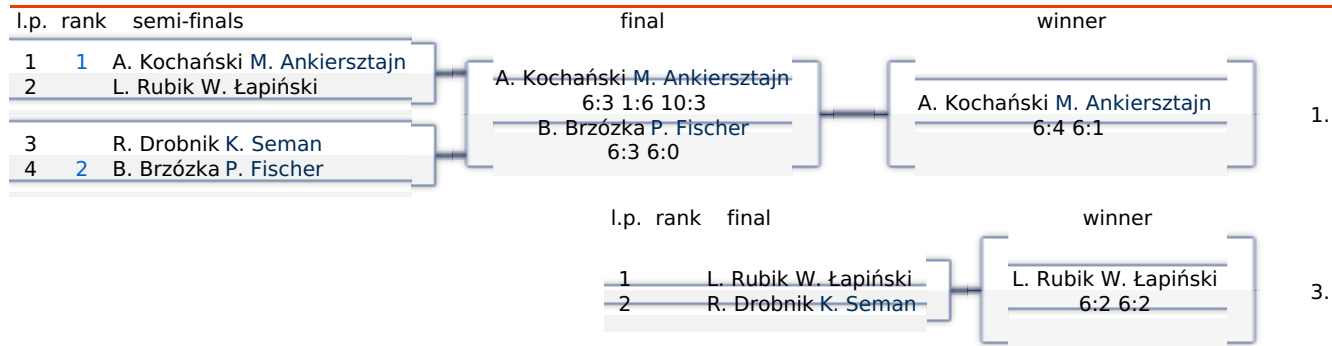 l.p. rank semi-finals final winner
1 1 A. Kochański M. Ankiersztajn
2 L. Rubik W. Łapiński
3 R. Drobnik K. Seman
4 2 B. Brzózka P. Fischer
A. Kochański M. Ankiersztajn
6:3 1:6 10:3
B. Brzózka P. Fischer
6:3 6:0
A. Kochański M. Ankiersztajn
6:4 6:1
1.
l.p. rank final winner
1 L. Rubik W. Łapiński
2 R. Drobnik K. Seman
L. Rubik W. Łapiński
6:2 6:2
3.